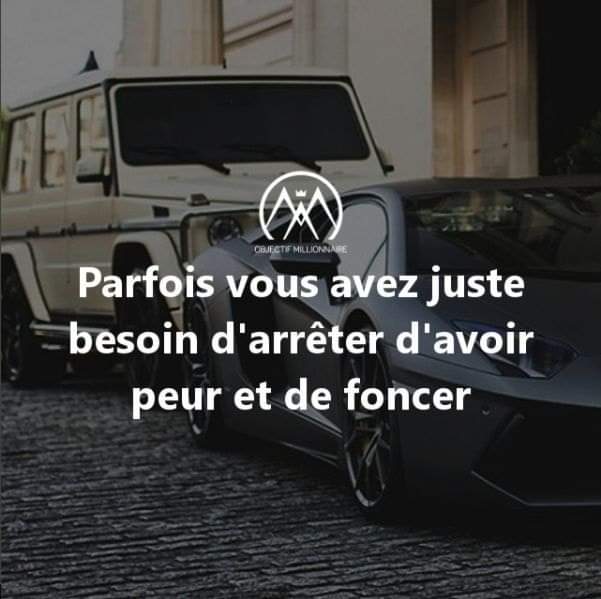 OBJECTIF MILLIONNAIRE
Parfois vous avez juste
besoin d'arrêter d'avoir
peur et de foncer